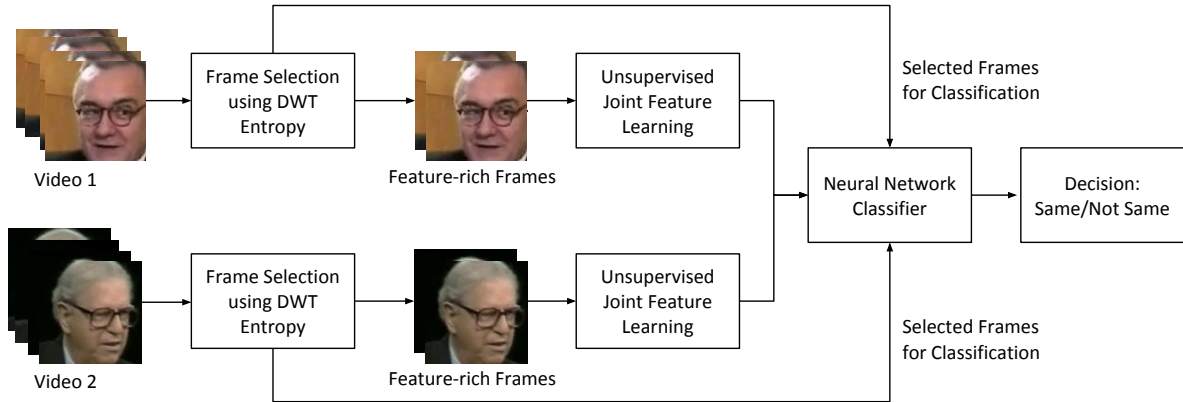 Frame Selection
using DWT
Entropy
Unsupervised
Joint Feature
Learning
Selected Frames
for Classification
Video 1
Feature-rich Frames
Neural Network
Classifier
Decision:
Same/Not Same
Frame Selection
using DWT
Entropy
Unsupervised
Joint Feature
Learning
Selected Frames
for Classification
Video 2
Feature-rich Frames